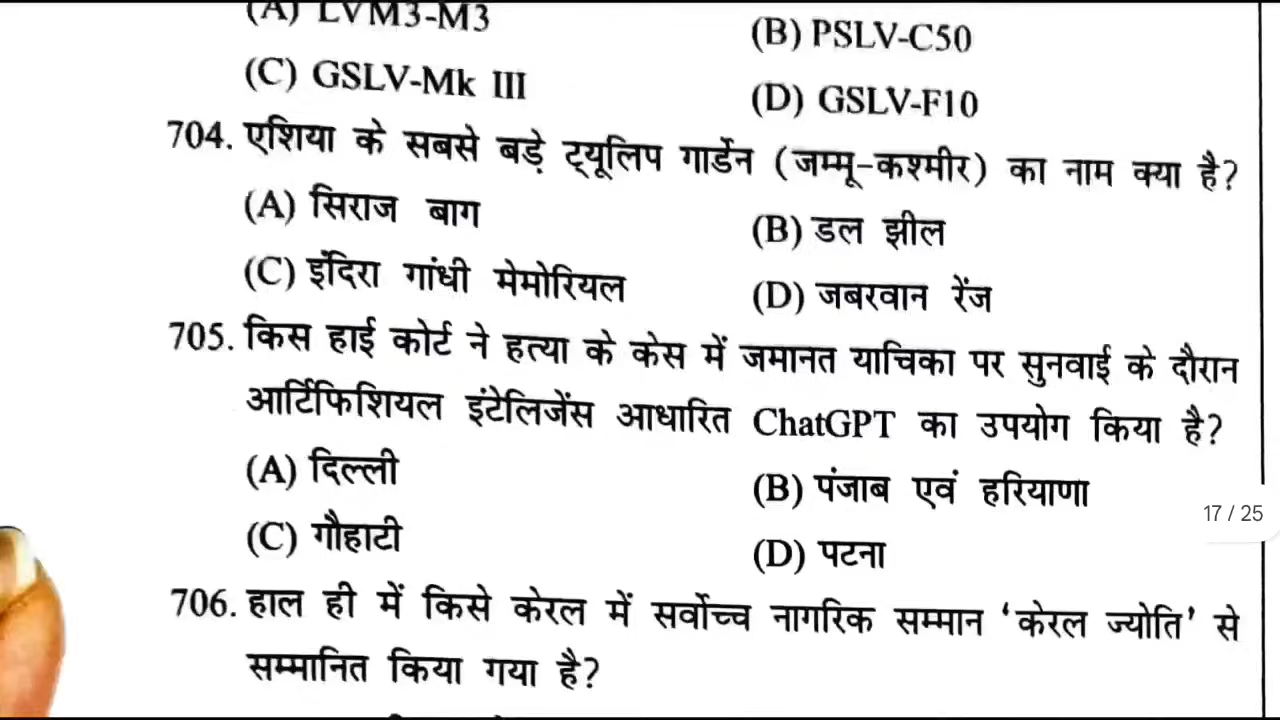 (A) LVM3-M3
(B) PSLV-C50
(C) GSLV-Mk III
(D) GSLV-F10
704. एशिया के सबसे बड़े ट्यूलिप गार्डेन (जम्मू-कश्मीर) का नाम क्या है?
(A) सिराज बाग
(B) डल झील
(C) इंदिरा गांधी मेमोरियल
(D) जबरवान रेंज
705. किस हाई कोर्ट ने हत्या के केस में जमानत याचिका पर सुनवाई के दौरान
आर्टिफिशियल इंटेलिजेंस आधारित ChatGPT का उपयोग किया है?
(A) दिल्ली
(B) पंजाब एवं हरियाणा
17 / 25
(C) गौहाटी
(D) पटना
706. हाल ही में किसे केरल में सर्वोच्च नागरिक सम्मान ‘केरल ज्योति’ से
सम्मानित किया गया है?